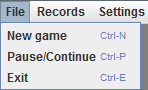 File Records Settings
New game Ctrl-N
Pause/Continue Ctrl-P
Exit Ctrl-E